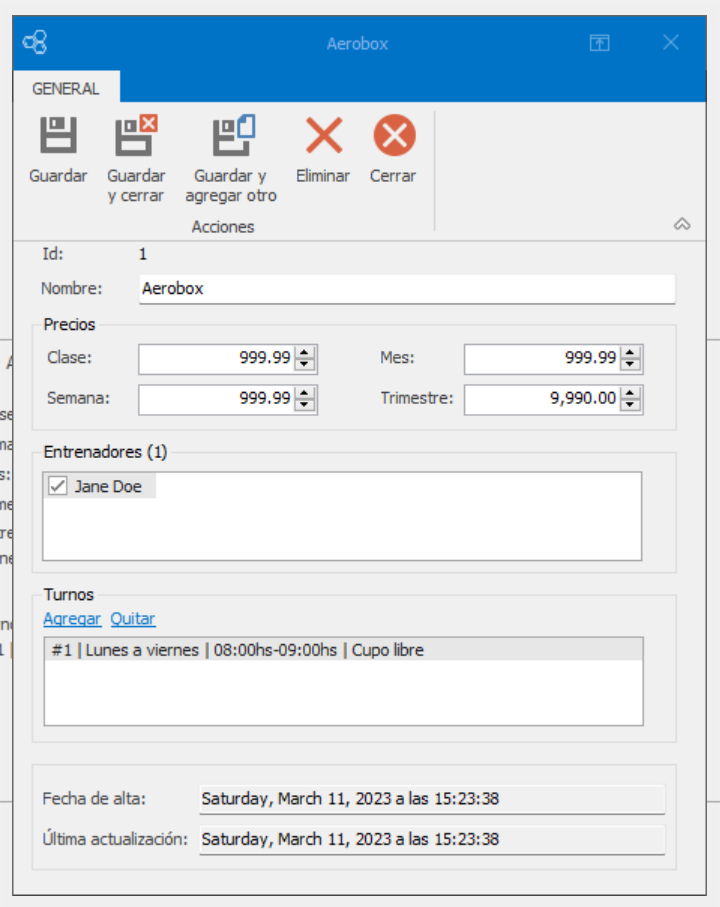 Aerobox
GENERAL
Guardar
Guardar y cerrar
Guardar y agregar otro
Eliminar
Cerrar
Acciones
Id: 1
Nombre: Aerobox
Precios
Clase: 999.99 Mes: 999.99
Semana: 999.99 Trimestre: 9,990.00
Entrenadores (1)
Jane Doe
Turnos
Agregar Quitar
#1 | Lunes a viernes | 08:00hs-09:00hs | Cupo libre
Fecha de alta: Saturday, March 11, 2023 a las 15:23:38
Última actualización: Saturday, March 11, 2023 a las 15:23:38